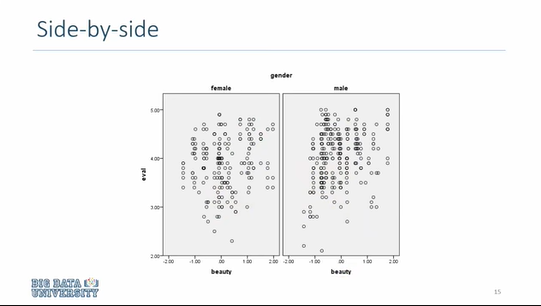 Side-by-side
gender
female male
5.00
4.00
eval
3.00
2.00
-2.00 -1.00 .00 1.00 2.00 -2.00 -1.00 .00 1.00 2.00
beauty beauty
BIG DATA
UNIVERSITY
15